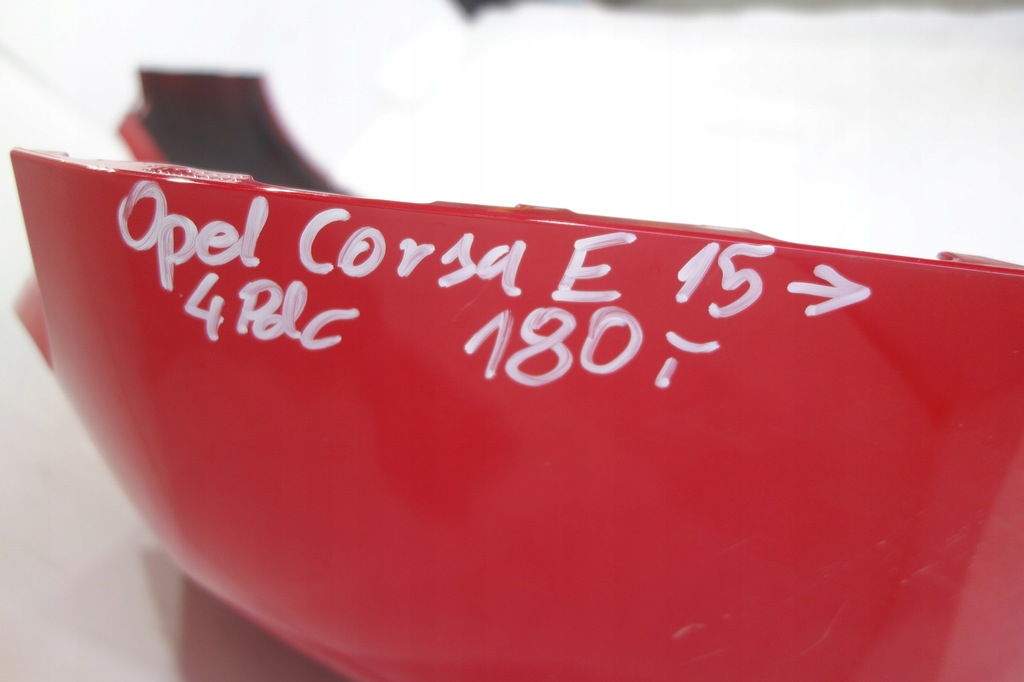 Opel Corsa E 15→
4 PDC 180,-